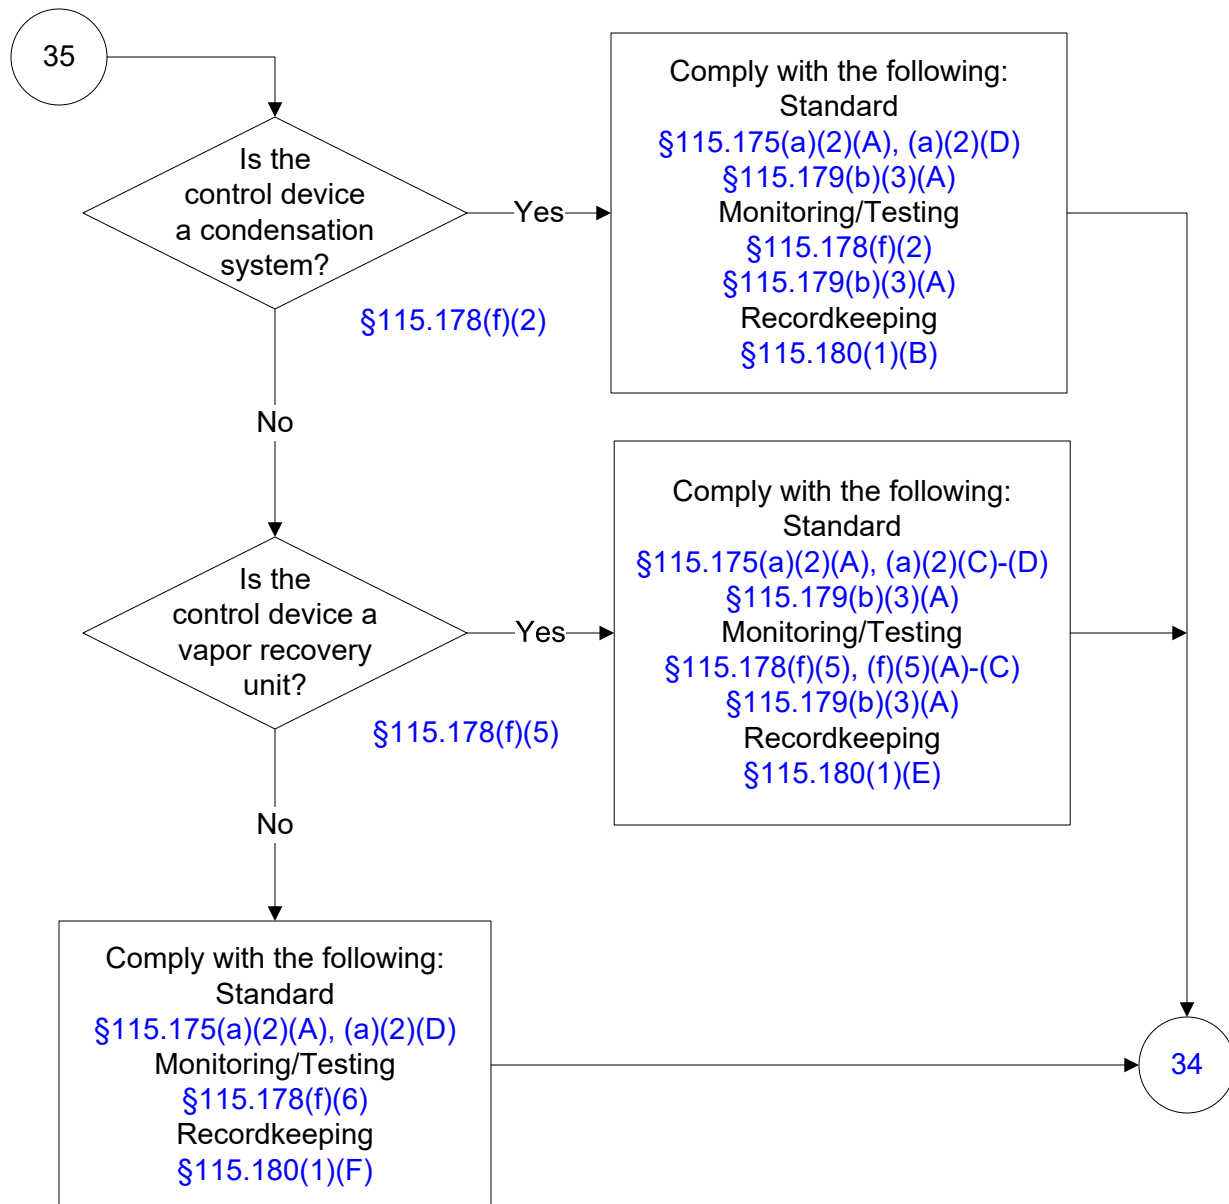 35
Is the
control device
a condensation
system?
Yes
§115.178(f)(2)
Comply with the following:
Standard
§115.175(a)(2)(A), (a)(2)(D)
§115.179(b)(3)(A)
Monitoring/Testing
§115.178(f)(2)
§115.179(b)(3)(A)
Recordkeeping
§115.180(1)(B)
No
Is the
control device a
vapor recovery
unit?
Yes
§115.178(f)(5)
Comply with the following:
Standard
§115.175(a)(2)(A), (a)(2)(C)-(D)
§115.179(b)(3)(A)
Monitoring/Testing
§115.178(f)(5), (f)(5)(A)-(C)
§115.179(b)(3)(A)
Recordkeeping
§115.180(1)(E)
No
Comply with the following:
Standard
§115.175(a)(2)(A), (a)(2)(D)
Monitoring/Testing
§115.178(f)(6)
Recordkeeping
§115.180(1)(F)
34